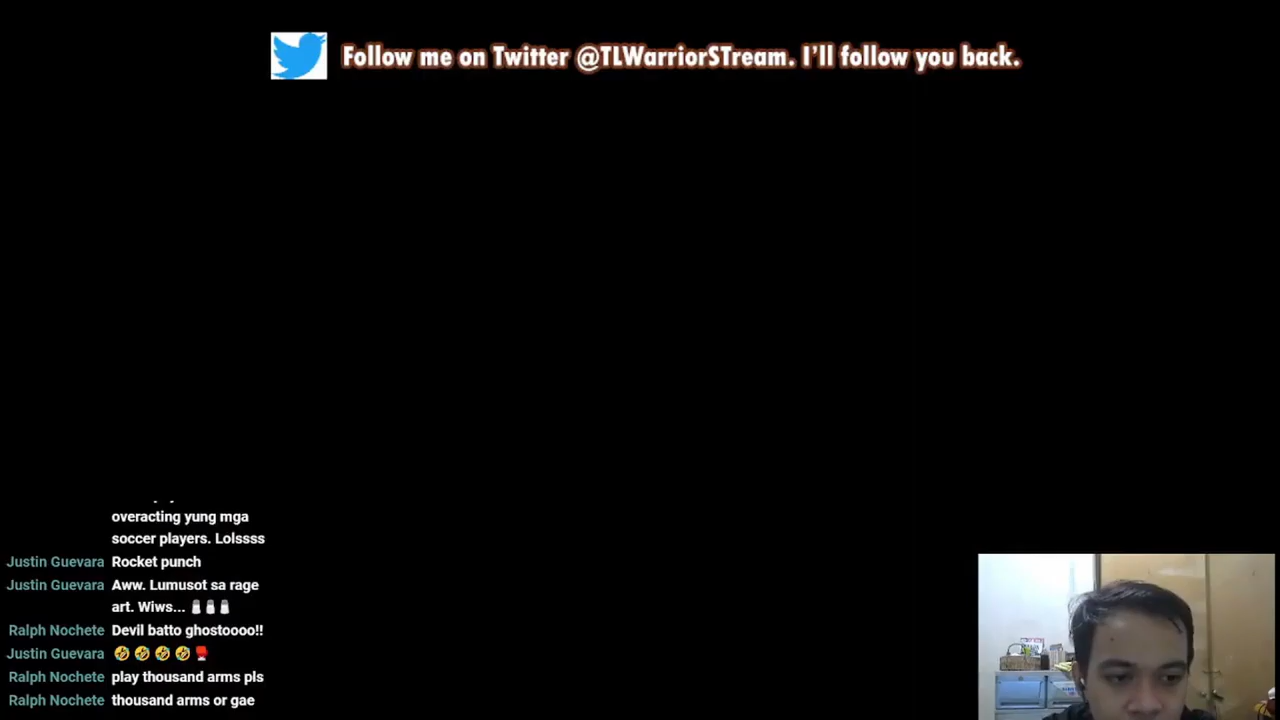 Follow me on Twitter @TLWarriorSTream. I'll follow you back.
overacting yung mga
soccer players. Lolssss
Justin Guevara Rocket punch
Justin Guevara Aww. Lumusot sa rage
art. Wiws... 🧂🧂🧂
Ralph Nochete Devil batto ghostoooo!!
Justin Guevara 🤣🤣🤣🤣🥊
Ralph Nochete play thousand arms pls
Ralph Nochete thousand arms or gae